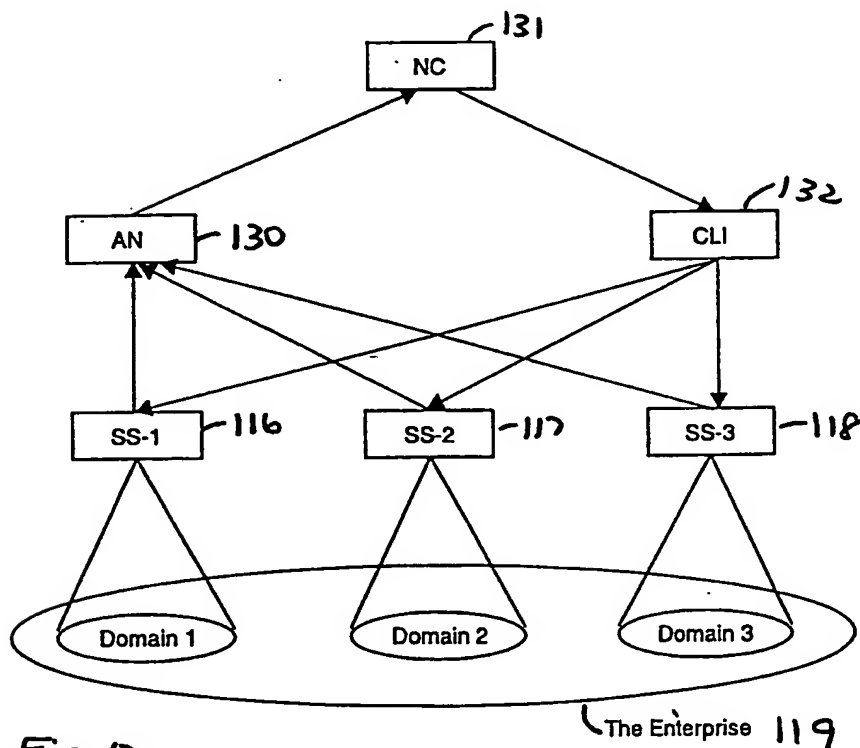 131
NC
132
AN
130
CLI
SS-1
116
SS-2
117
SS-3
118
Domain 1
Domain 2
Domain 3
The Enterprise 119